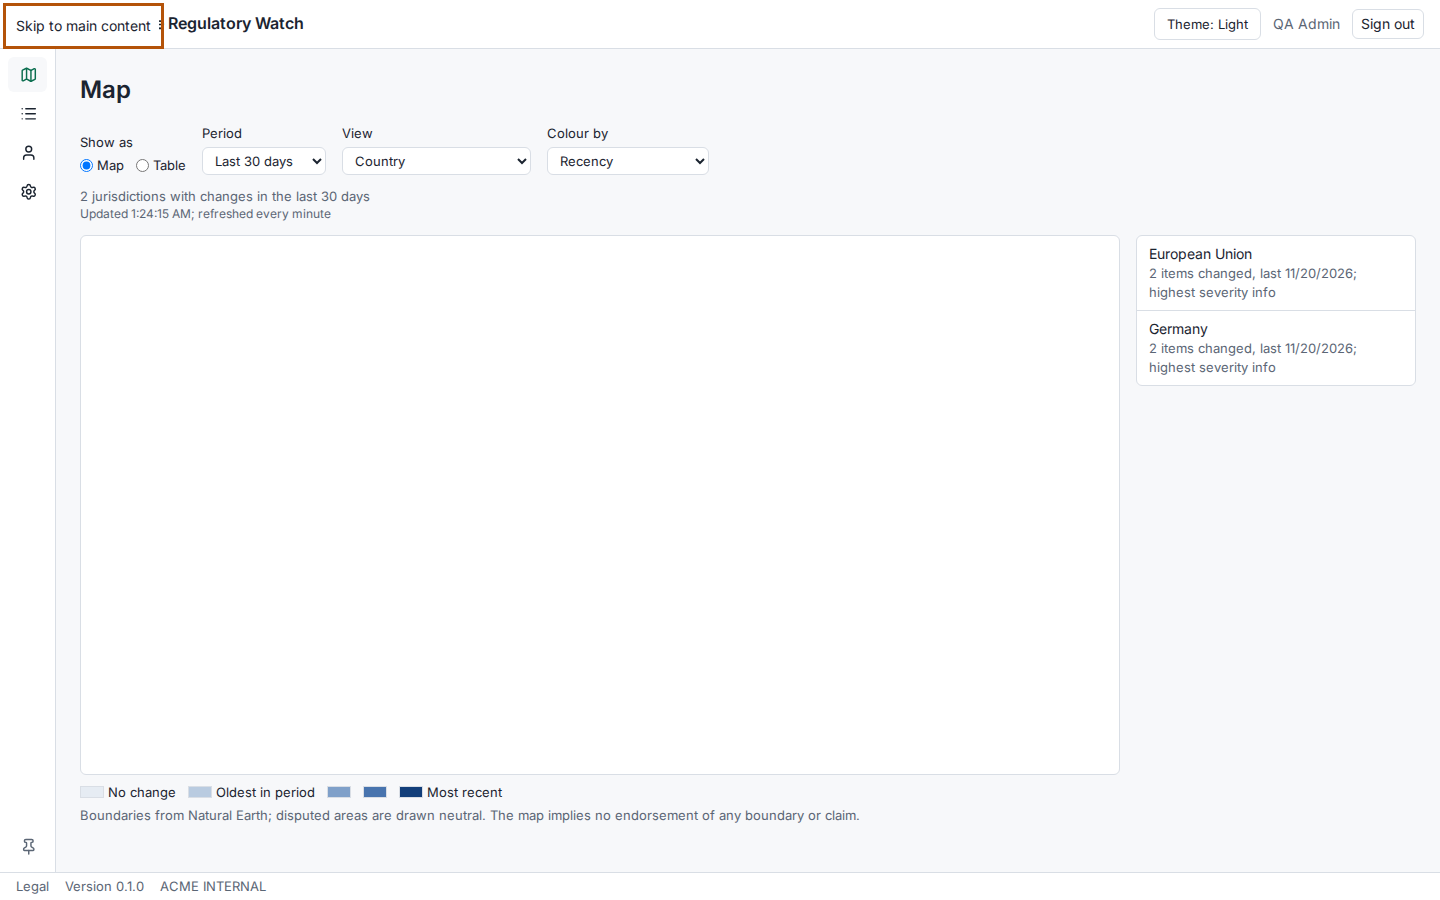 Skip to main content
Regulatory Watch
Theme: Light
QA Admin
Sign out
Map
Show as
Map
Table
Period
Last 30 days
View
Country
Colour by
Recency
2 jurisdictions with changes in the last 30 days
Updated 1:24:15 AM; refreshed every minute
European Union
2 items changed, last 11/20/2026;
highest severity info
Germany
2 items changed, last 11/20/2026;
highest severity info
No change
Oldest in period
Most recent
Boundaries from Natural Earth; disputed areas are drawn neutral. The map implies no endorsement of any boundary or claim.
Legal
Version 0.1.0
ACME INTERNAL